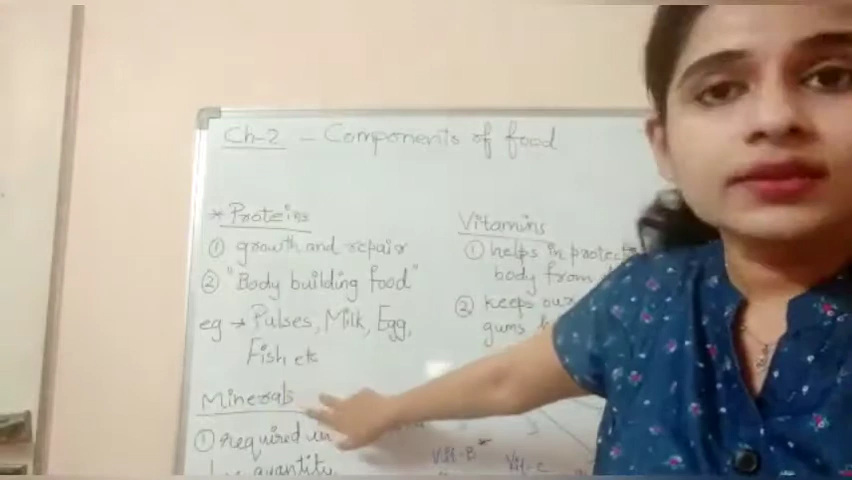 Ch-2 - Components of food
* Proteins
① growth and repair
② "Body building food"
eg → Pulses, Milk, Egg,
Fish etc
Minerals
① required in
quantity.
Vitamins
① helps in protect
body from
② keeps our
gums
Vit-B*
Vit-C